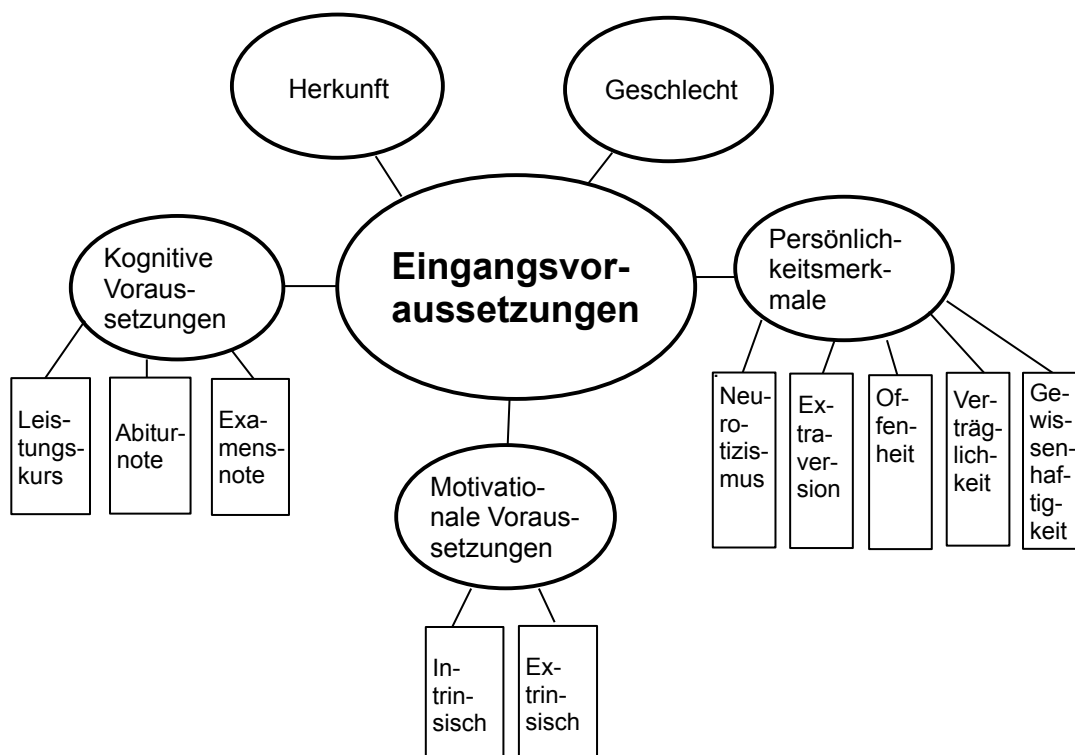 Herkunft
Geschlecht
Eingangsvor-
aussetzungen
Kognitive
Voraus-
setzungen
Persönlich-
keitsmerk-
male
Leis-
tungs-
kurs
Abitur-
note
Exa-
mens-
note
Motivatio-
nale Voraus-
setzungen
In-
trin-
sisch
Ex-
trin-
sisch
Neu-
ro-
tizis-
mus
Ex-
tra-
ver-
sion
Of-
fen-
heit
Ver-
träg-
lich-
keit
Ge-
wis-
sen-
haf-
tig-
keit